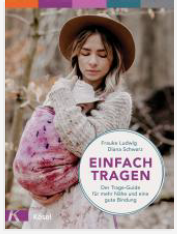 Frauke Ludwig
Diana Schwarz
EINFACH
TRAGEN
Der Trage-Guide
für mehr Nähe und eine
gute Bindung
Kösel